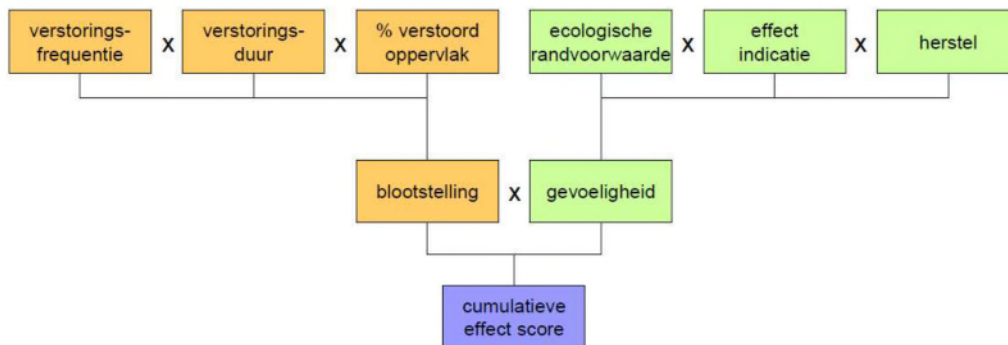 verstorings-
frequentie
X
verstorings-
duur
X
% verstoord
oppervlak
ecologische
randvoorwaarde
X
effect
indicatie
X
herstel
blootstelling
X
gevoeligheid
cumulatieve
effect score